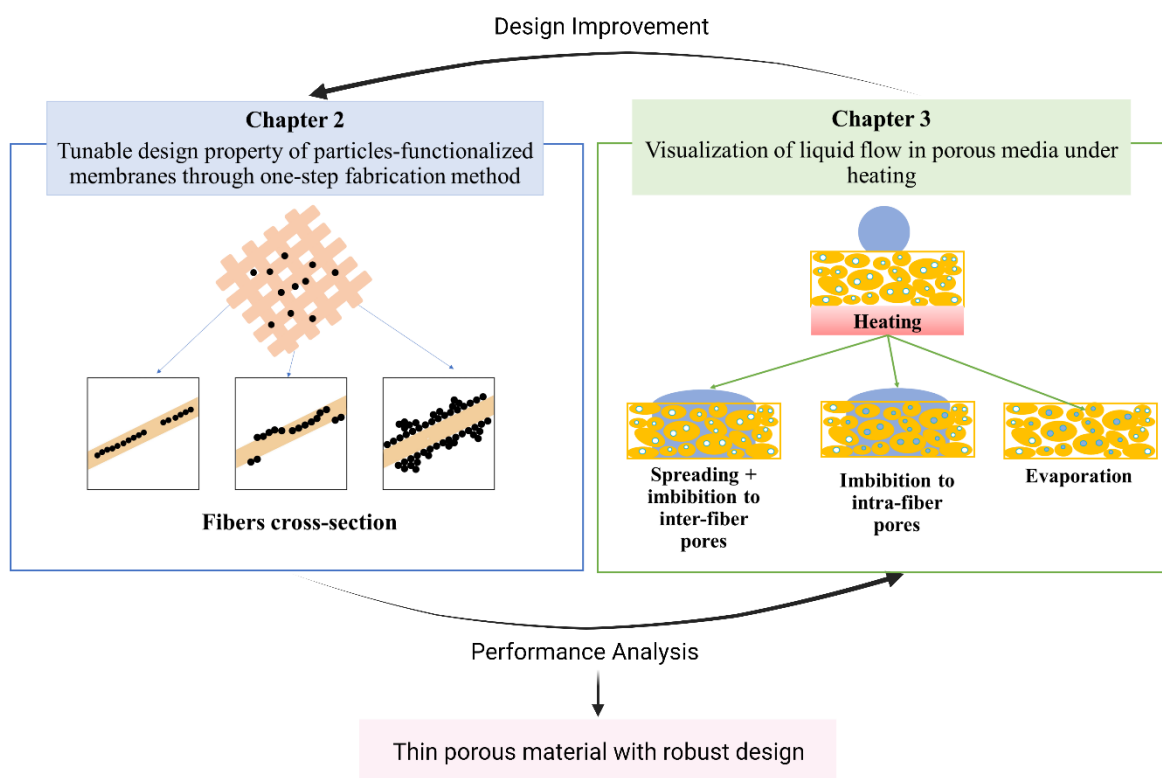 Design Improvement
Chapter 2
Tunable design property of particles-functionalized
membranes through one-step fabrication method
Fibers cross-section
Chapter 3
Visualization of liquid flow in porous media under
heating
Heating
Spreading +
imbibition to
inter-fiber
pores
Imbibition to
intra-fiber
pores
Evaporation
Performance Analysis
Thin porous material with robust design